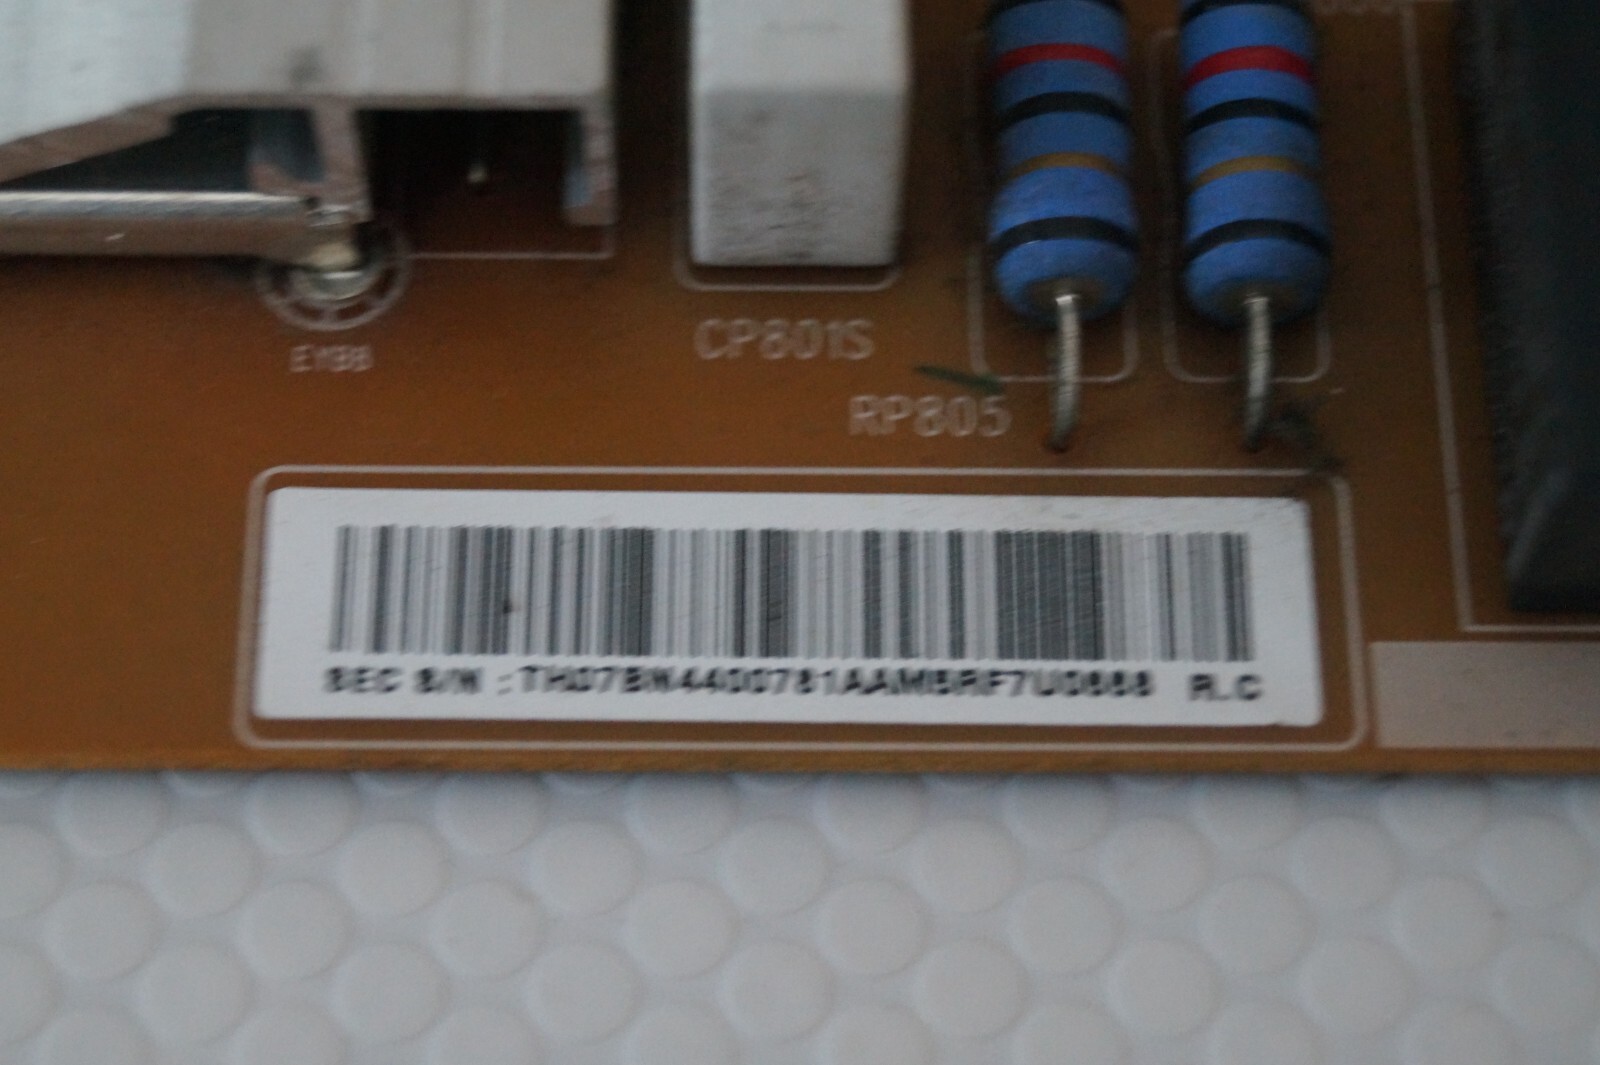 CP801S
RP805
SEC S/N :TH07BN4400781AAM5RF7U0888 R.C